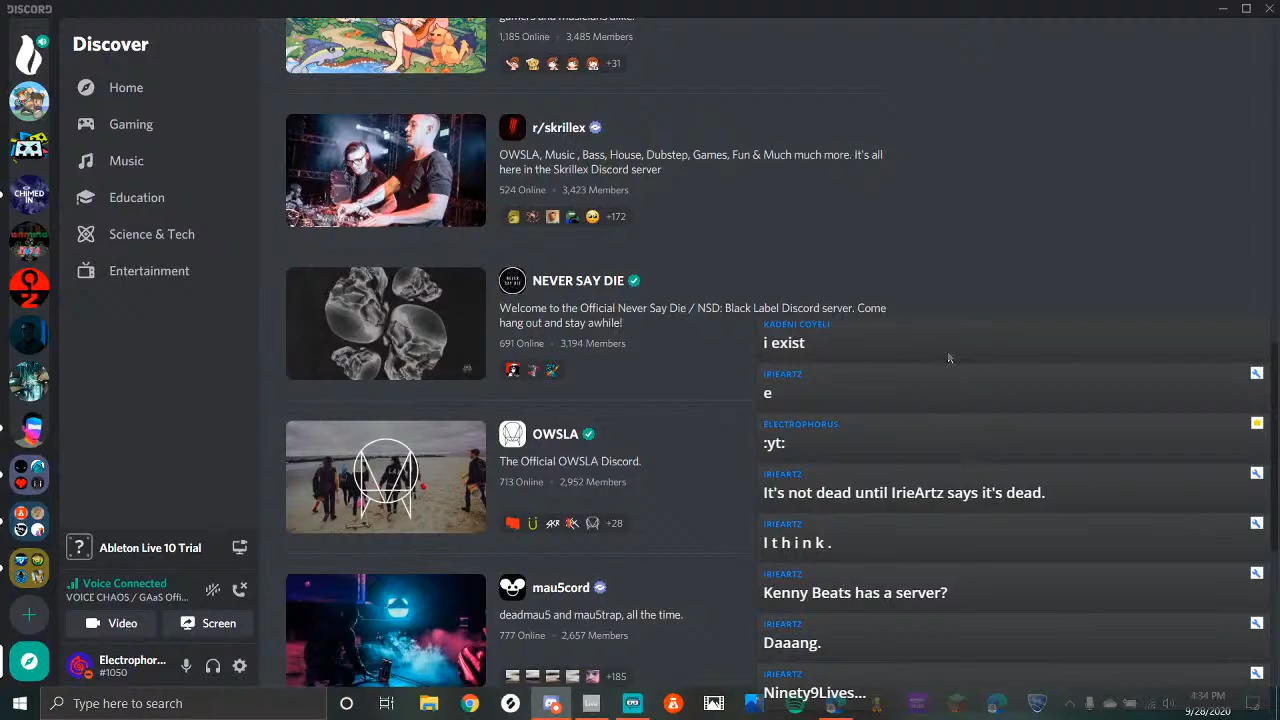 DISCORD
Discover
Home
Gaming
Music
Education
Science & Tech
Entertainment
CHIMED IN
Ableton Live 10 Trial
Voice Connected
VOICE CHAOS / GAaS Offi...
Video
Screen
Electrophor...
#1050
gamers and musicians alike.
1,185 Online • 3,485 Members
+31
r/skrillex
OWSLA, Music , Bass, House, Dubstep, Games, Fun & Much much more. It's all
here in the Skrillex Discord server
524 Online • 3,423 Members
+172
NEVER SAY DIE
Welcome to the Official Never Say Die / NSD: Black Label Discord server. Come
hang out and stay awhile!
691 Online • 3,194 Members
OWSLA
The Official OWSLA Discord.
713 Online • 2,952 Members
+28
mau5cord
deadmau5 and mau5trap, all the time.
777 Online • 2,657 Members
+185
KADENI COYELI
i exist
IRIEARTZ
e
ELECTROPHORUS
:yt:
IRIEARTZ
It's not dead until IrieArtz says it's dead.
IRIEARTZ
I t h i n k .
IRIEARTZ
Kenny Beats has a server?
IRIEARTZ
Daaang.
IRIEARTZ
Ninety9Lives...
Type here to search
Live
4:34 PM
9/28/2020